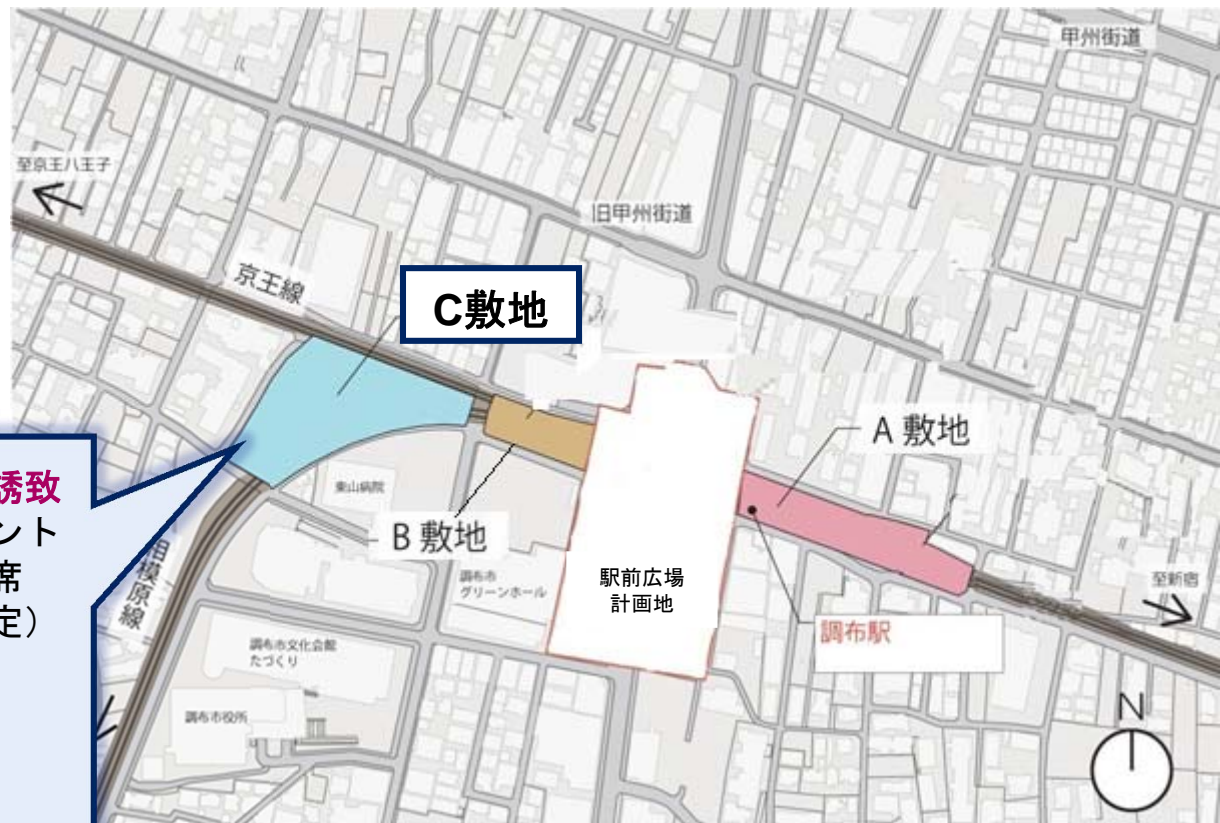 甲州街道
至京王八王子
旧甲州街道
京王線
C敷地
A 敷地
誘致
ント
席
定）
東山病院
B 敷地
相模原線
調布市
グリーンホール
駅前広場
計画地
至新宿
調布駅
調布市文化会館
たづくり
調布市役所
N